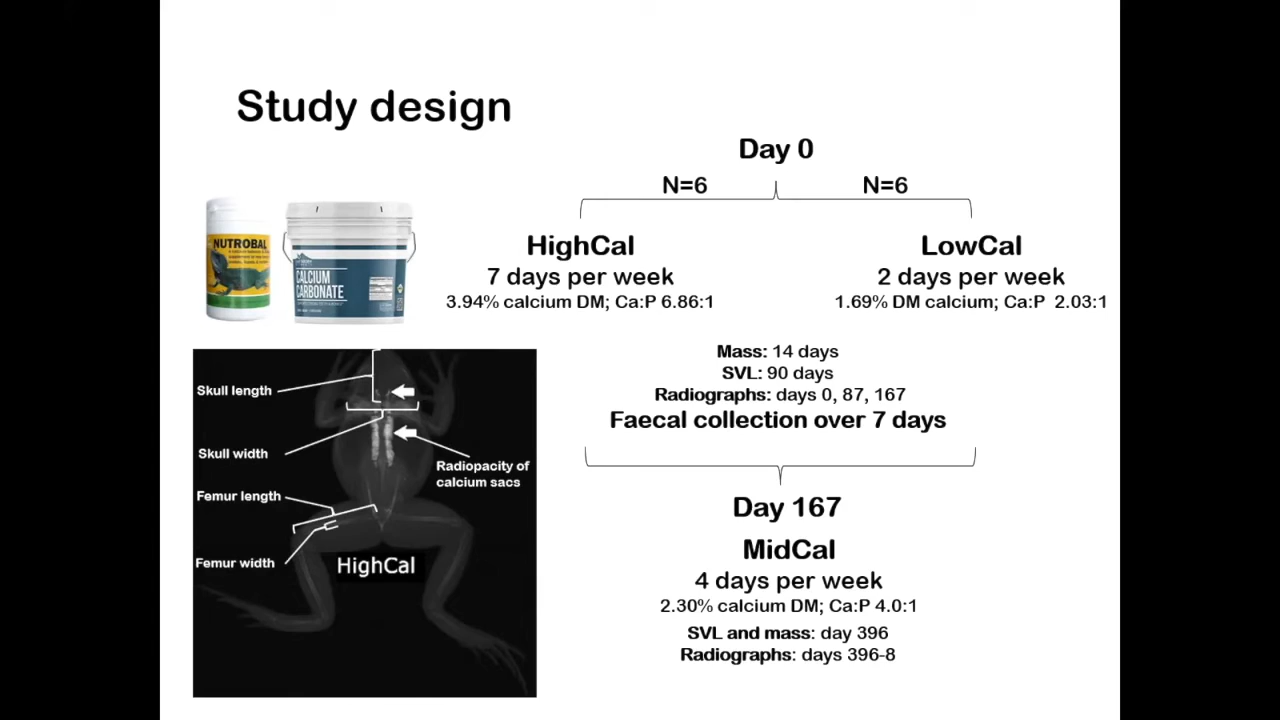 Study design
Day 0
N=6
N=6
HighCal
7 days per week
3.94% calcium DM; Ca:P 6.86:1
LowCal
2 days per week
1.69% DM calcium; Ca:P 2.03:1
NUTROBAL
CALCIUM
CARBONATE
Mass: 14 days
SVL: 90 days
Radiographs: days 0, 87, 167
Faecal collection over 7 days
Skull length
Skull width
Radiopacity of
calcium sacs
Femur length
Femur width
HighCal
Day 167
MidCal
4 days per week
2.30% calcium DM; Ca:P 4.0:1
SVL and mass: day 396
Radiographs: days 396-8